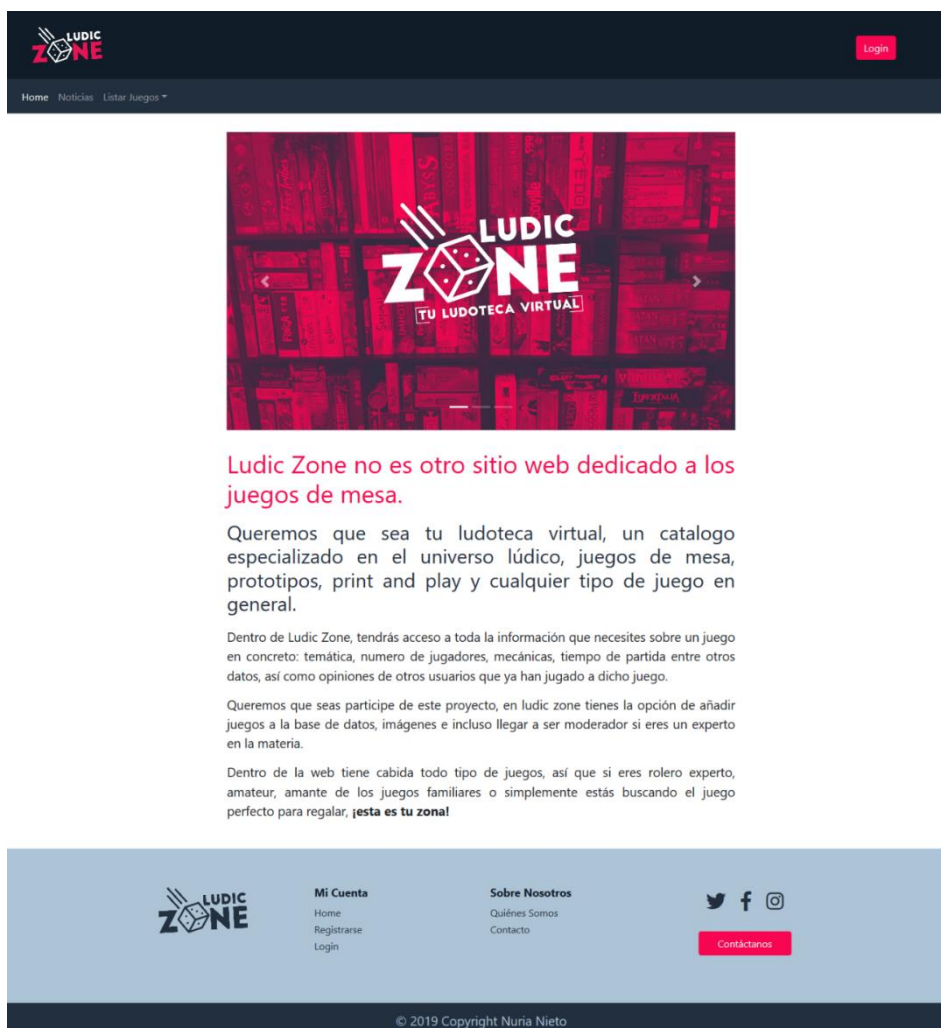 LUDIC
ZONE
Login
Home Noticias Listar Juegos
ABYSS
LUDIC
ZONE
TU LUDOTECA VIRTUAL
Ludic Zone no es otro sitio web dedicado a los
juegos de mesa.
Queremos que sea tu ludoteca virtual, un catalogo
especializado en el universo lúdico, juegos de mesa,
prototipos, print and play y cualquier tipo de juego en
general.
Dentro de Ludic Zone, tendrás acceso a toda la información que necesites sobre un juego
en concreto: temática, numero de jugadores, mecánicas, tiempo de partida entre otros
datos, así como opiniones de otros usuarios que ya han jugado a dicho juego.
Queremos que seas participe de este proyecto, en ludic zone tienes la opción de añadir
juegos a la base de datos, imágenes e incluso llegar a ser moderador si eres un experto
en la materia.
Dentro de la web tiene cabida todo tipo de juegos, así que si eres rolero experto,
amateur, amante de los juegos familiares o simplemente estás buscando el juego
perfecto para regalar, ¡esta es tu zona!
LUDIC
ZONE
Mi Cuenta
Home
Registrarse
Login
Sobre Nosotros
Quiénes Somos
Contacto
Contáctanos
© 2019 Copyright Nuria Nieto